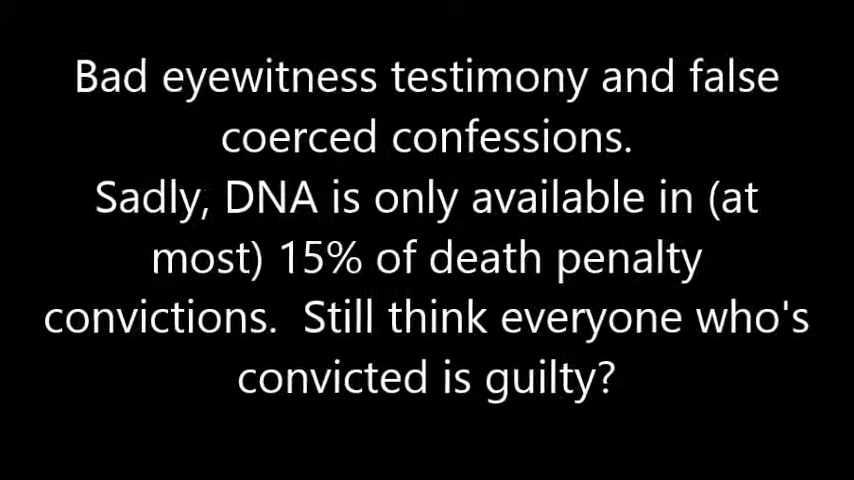 Bad eyewitness testimony and false
coerced confessions.
Sadly, DNA is only available in (at
most) 15% of death penalty
convictions.  Still think everyone who's
convicted is guilty?